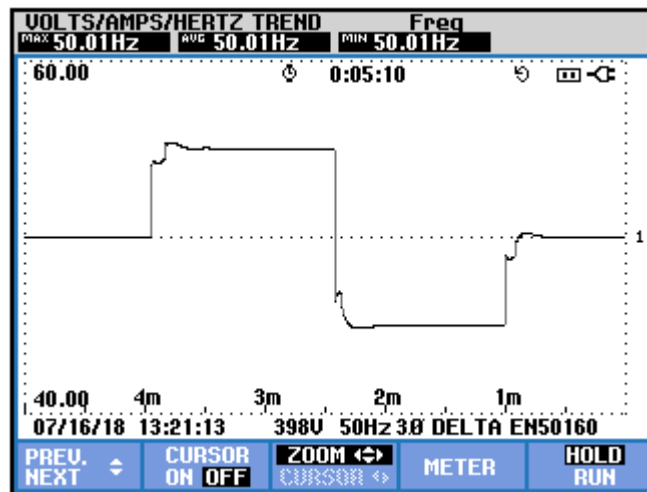 VOLTS/AMPS/HERTZ TREND Freq
MAX 50.01Hz AVG 50.01Hz MIN 50.01Hz
60.00 0:05:10
1
40.00 4m 3m 2m 1m
07/16/18 13:21:13 398V 50Hz 3Ø DELTA EN50160
PREV. CURSOR ZOOM METER HOLD
NEXT ON OFF CURSOR RUN